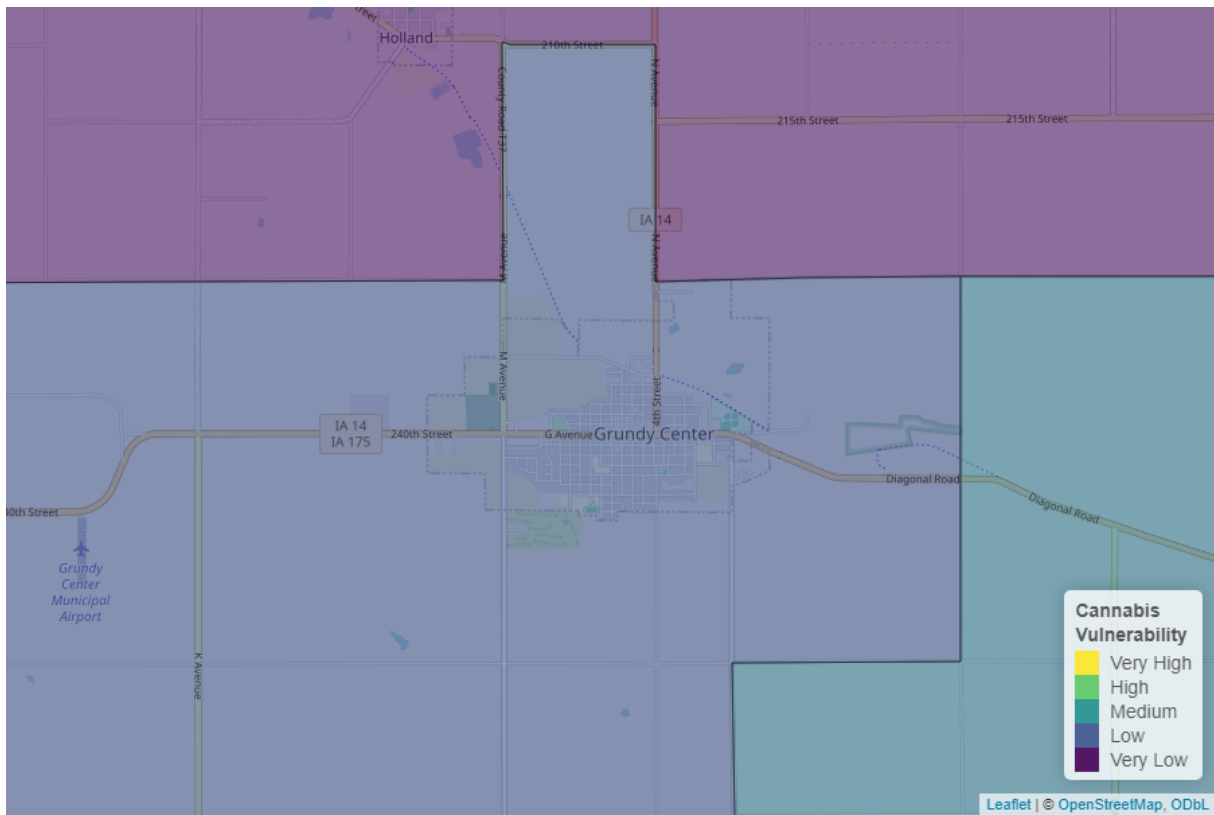 Street
Holland
210th Street
County Road T37
N Avenue
215th Street
215th Street
IA 14
M Avenue
N Avenue
M Avenue
4th Street
IA 14
IA 175
240th Street
G Avenue
Grundy Center
Diagonal Road
Diagonal Road
40th Street
Grundy
Center
Municipal
Airport
K Avenue
Cannabis
Vulnerability
Very High
High
Medium
Low
Very Low
Leaflet | © OpenStreetMap, ODbL